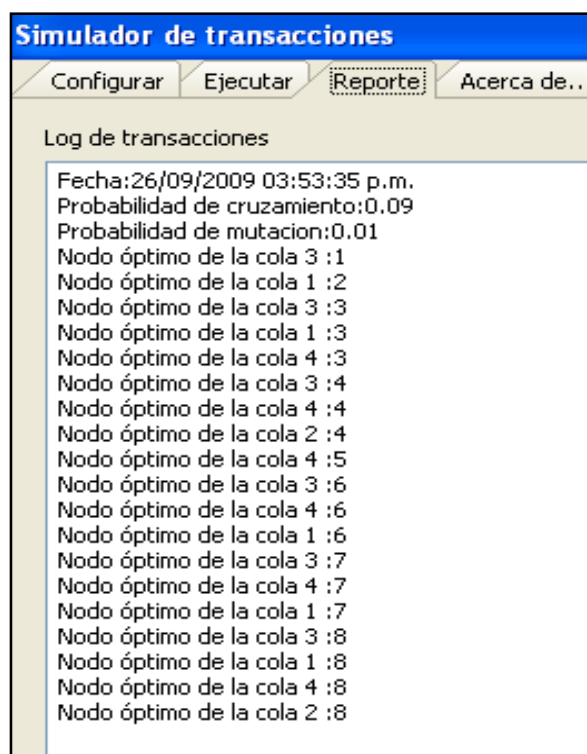 Simulador de transacciones
Configurar Ejecutar Reporte Acerca de..
Log de transacciones
Fecha:26/09/2009 03:53:35 p.m.
Probabilidad de cruzamiento:0.09
Probabilidad de mutacion:0.01
Nodo óptimo de la cola 3 :1
Nodo óptimo de la cola 1 :2
Nodo óptimo de la cola 3 :3
Nodo óptimo de la cola 1 :3
Nodo óptimo de la cola 4 :3
Nodo óptimo de la cola 3 :4
Nodo óptimo de la cola 4 :4
Nodo óptimo de la cola 2 :4
Nodo óptimo de la cola 4 :5
Nodo óptimo de la cola 3 :6
Nodo óptimo de la cola 4 :6
Nodo óptimo de la cola 1 :6
Nodo óptimo de la cola 3 :7
Nodo óptimo de la cola 4 :7
Nodo óptimo de la cola 1 :7
Nodo óptimo de la cola 3 :8
Nodo óptimo de la cola 1 :8
Nodo óptimo de la cola 4 :8
Nodo óptimo de la cola 2 :8